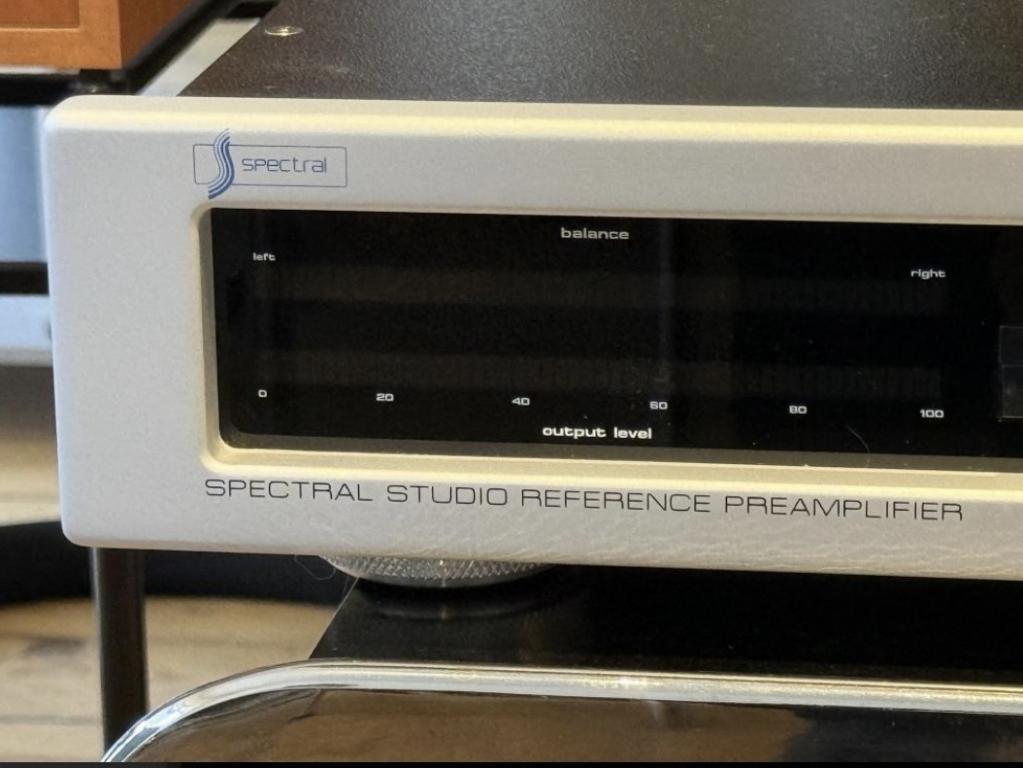 spectral
balance
left
right
0 20 40 60 80 100
output level
SPECTRAL STUDIO REFERENCE PREAMPLIFIER